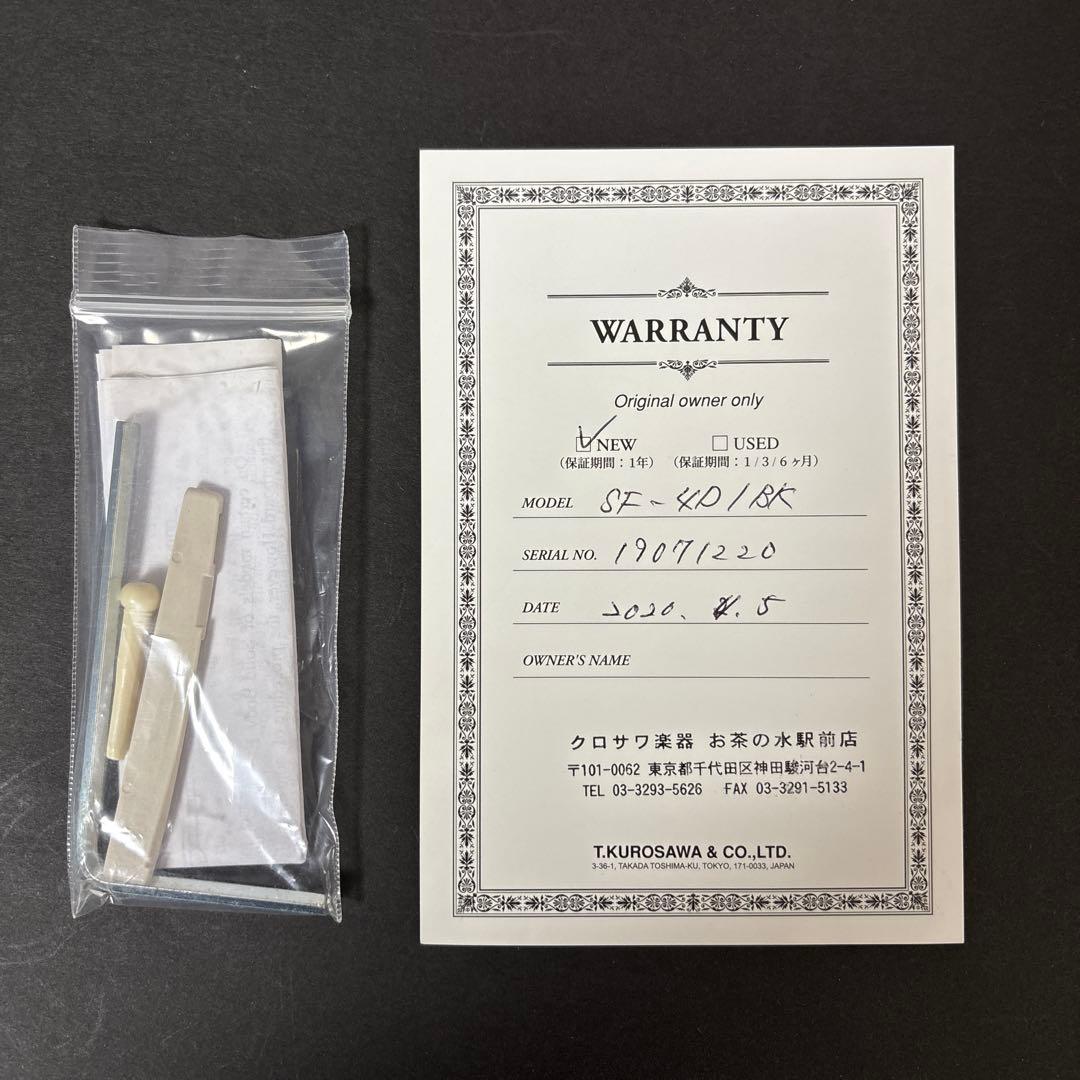 WARRANTY
Original owner only
☑ NEW □ USED
(保証期間：1年) (保証期間：1/3/6ヶ月)
MODEL SF-4D/BK
SERIAL NO. 19071220
DATE 2020. 4. 5
OWNER'S NAME
クロサワ楽器 お茶の水駅前店
〒101-0062 東京都千代田区神田駿河台2-4-1
TEL 03-3293-5626 FAX 03-3291-5133
T.KUROSAWA & CO.,LTD.
3-36-1, TAKADA TOSHIMA-KU, TOKYO, 171-0033, JAPAN